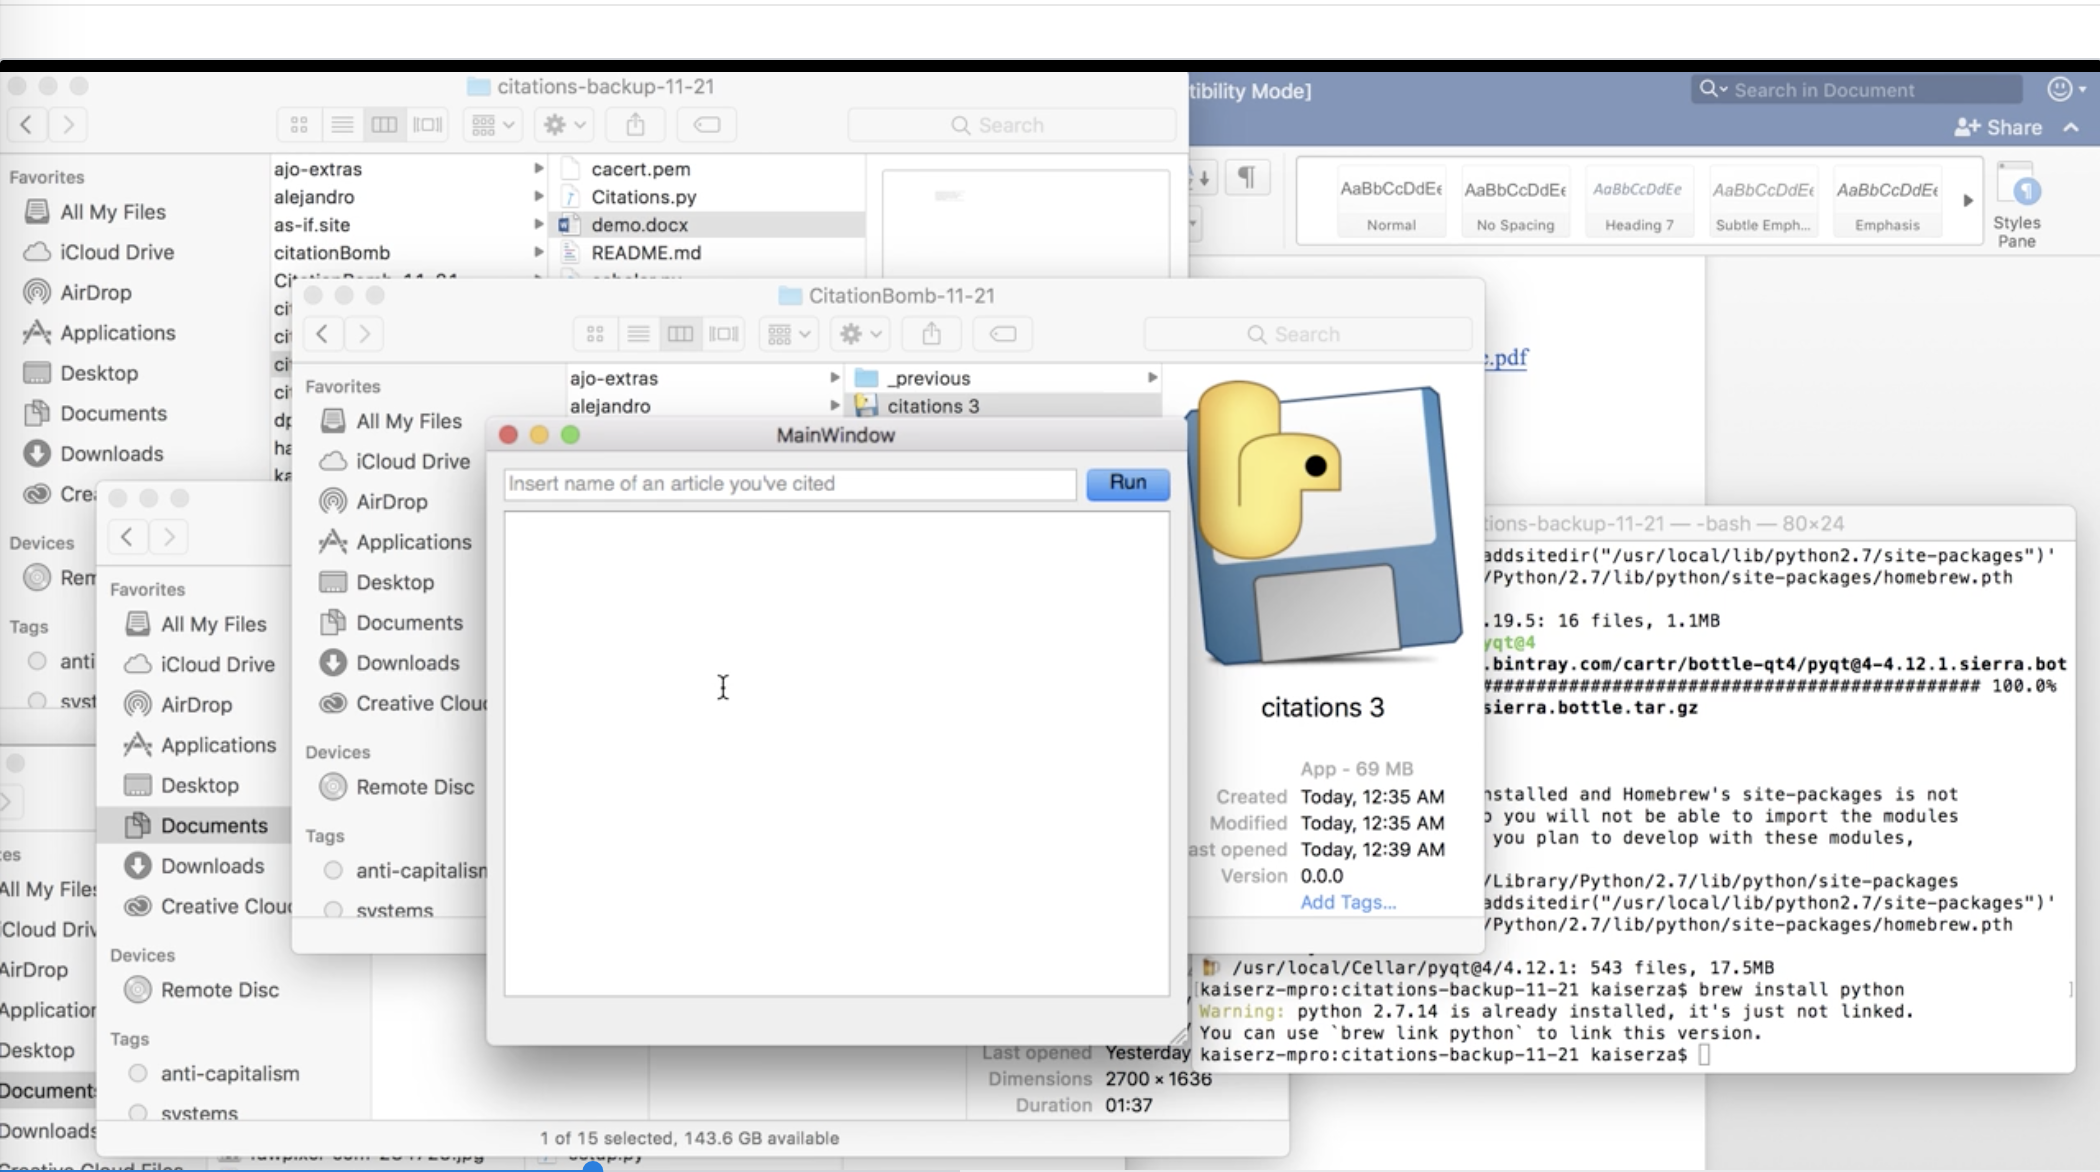 citations-backup-11-21
Search
Favorites
All My Files
iCloud Drive
AirDrop
Applications
Desktop
Documents
Downloads
Devices
Tags
ajo-extras
alejandro
as-if.site
citationBomb
cacert.pem
Citations.py
demo.docx
README.md
tibility Mode]
Search in Document
Share
AaBbCcDdEe
Normal
AaBbCcDdEe
No Spacing
AaBbCcDdEe
Heading 7
AaBbCcDdEe
Subtle Emph...
AaBbCcDdEe
Emphasis
Styles
Pane
.pdf
CitationBomb-11-21
Search
Favorites
All My Files
iCloud Drive
AirDrop
Applications
Desktop
Documents
Downloads
Creative Clou
Devices
Remote Disc
Tags
anti-capitalism
systems
ajo-extras
alejandro
_previous
citations 3
citations 3
App - 69 MB
Created Today, 12:35 AM
Modified Today, 12:35 AM
ast opened Today, 12:39 AM
Version 0.0.0
Add Tags...
MainWindow
Insert name of an article you've cited
Run
Favorites
All My Files
iCloud Drive
AirDrop
Applications
Desktop
Documents
Downloads
Creative Clou
Devices
Remote Disc
Tags
anti-capitalism
systems
Last opened Yesterday
Dimensions 2700 × 1636
Duration 01:37
1 of 15 selected, 143.6 GB available
All My Files
iCloud Driv
AirDrop
Application
Desktop
Documents
Downloads
Creative Cloud Files
setup.py
tions-backup-11-21 — -bash — 80×24
addsitedir("/usr/local/lib/python2.7/site-packages")'
/Python/2.7/lib/python/site-packages/homebrew.pth
.19.5: 16 files, 1.1MB
yqt@4
.bintray.com/cartr/bottle-qt4/pyqt@4-4.12.1.sierra.bot
############################################## 100.0%
sierra.bottle.tar.gz
nstalled and Homebrew's site-packages is not
o you will not be able to import the modules
you plan to develop with these modules,
/Library/Python/2.7/lib/python/site-packages
addsitedir("/usr/local/lib/python2.7/site-packages")'
/Python/2.7/lib/python/site-packages/homebrew.pth
/usr/local/Cellar/pyqt@4/4.12.1: 543 files, 17.5MB
[kaiserz-mpro:citations-backup-11-21 kaiserza$ brew install python ]
Warning: python 2.7.14 is already installed, it's just not linked.
You can use `brew link python` to link this version.
kaiserz-mpro:citations-backup-11-21 kaiserza$